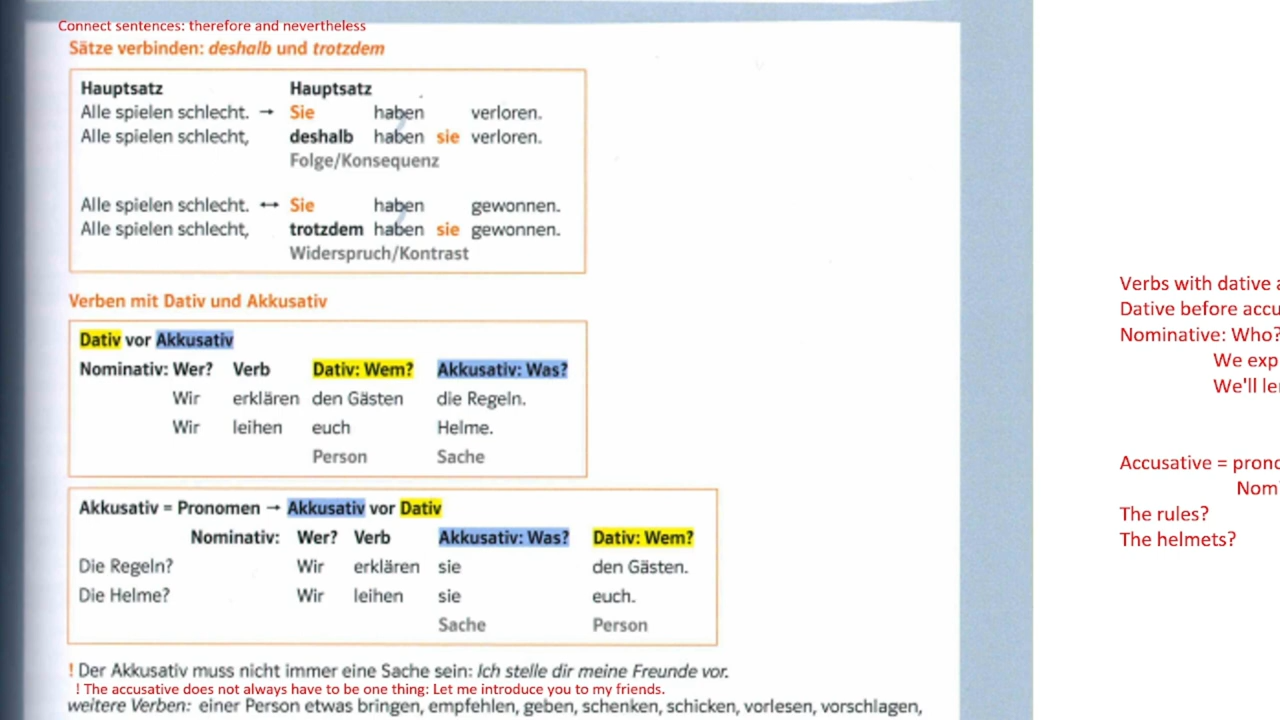 Connect sentences: therefore and nevertheless
Sätze verbinden: deshalb und trotzdem
Hauptsatz Hauptsatz
Alle spielen schlecht. → Sie haben verloren.
Alle spielen schlecht, deshalb haben sie verloren.
Folge/Konsequenz
Alle spielen schlecht. ↔ Sie haben gewonnen.
Alle spielen schlecht, trotzdem haben sie gewonnen.
Widerspruch/Kontrast
Verben mit Dativ und Akkusativ
Dativ vor Akkusativ
Nominativ: Wer? Verb Dativ: Wem? Akkusativ: Was?
Wir erklären den Gästen die Regeln.
Wir leihen euch Helme.
Person Sache
Akkusativ = Pronomen → Akkusativ vor Dativ
Nominativ: Wer? Verb Akkusativ: Was? Dativ: Wem?
Die Regeln? Wir erklären sie den Gästen.
Die Helme? Wir leihen sie euch.
Sache Person
! Der Akkusativ muss nicht immer eine Sache sein: Ich stelle dir meine Freunde vor.
! The accusative does not always have to be one thing: Let me introduce you to my friends.
weitere Verben: einer Person etwas bringen, empfehlen, geben, schenken, schicken, vorlesen, vorschlagen,
Verbs with dative a
Dative before accu
Nominative: Who?
We exp
We'll le
Accusative = prono
Nom
The rules?
The helmets?